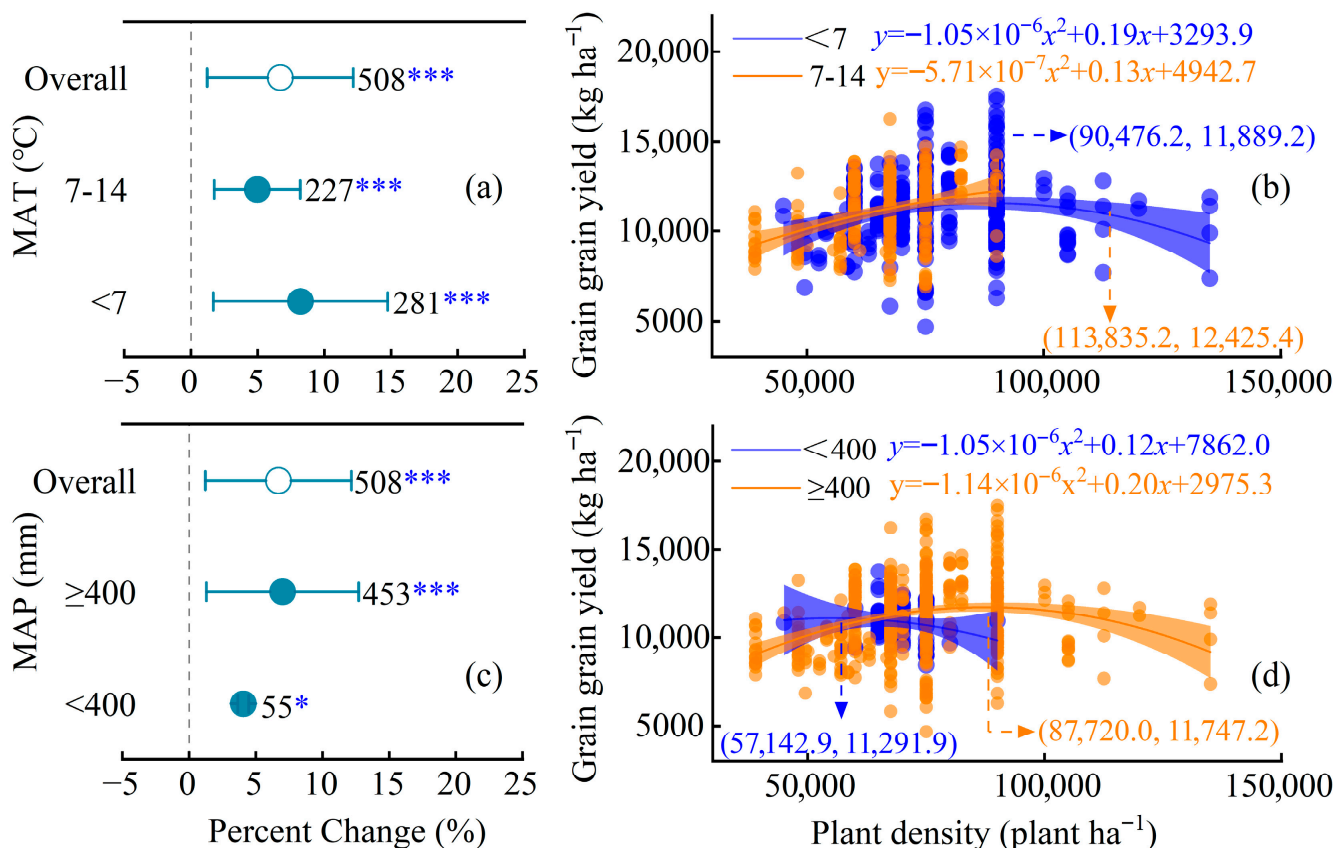 MAT (℃)
Overall
508***
7-14
227***
<7
281***
(a)
−5 0 5 10 15 20 25
Grain grain yield (kg ha⁻¹)
20,000
15,000
10,000
5000
<7 y=−1.05×10⁻⁶x²+0.19x+3293.9
7-14 y=−5.71×10⁻⁷x²+0.13x+4942.7
(90,476.2, 11,889.2)
(b)
(113,835.2, 12,425.4)
50,000 100,000 150,000
MAP (mm)
Overall
508***
≥400
453***
<400
55*
(c)
−5 0 5 10 15 20 25
Percent Change (%)
Grain grain yield (kg ha⁻¹)
20,000
15,000
10,000
5000
<400 y=−1.05×10⁻⁶x²+0.12x+7862.0
≥400 y=−1.14×10⁻⁶x²+0.20x+2975.3
(d)
(57,142.9, 11,291.9)
(87,720.0, 11,747.2)
50,000 100,000 150,000
Plant density (plant ha⁻¹)